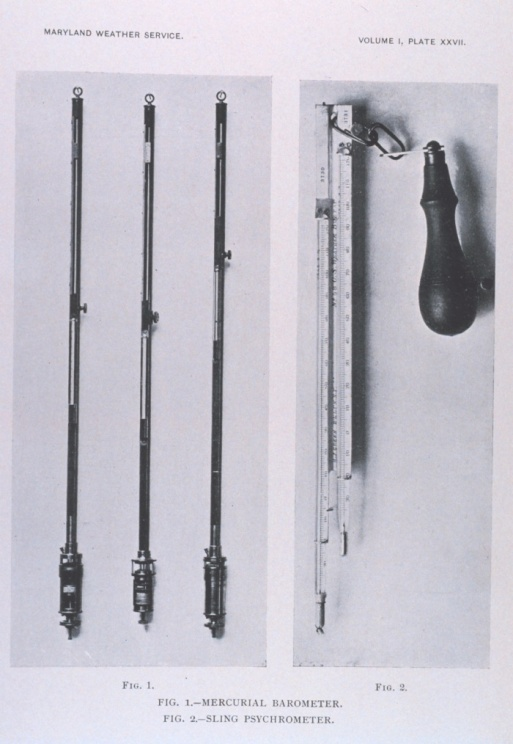 MARYLAND WEATHER SERVICE.
VOLUME I, PLATE XXVII.
FIG. 1.
FIG. 2.
FIG. 1.—MERCURIAL BAROMETER.
FIG. 2.—SLING PSYCHROMETER.